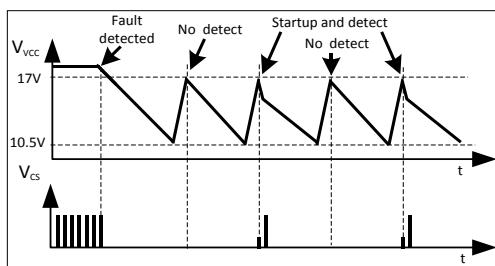 Fault
detected
No detect
Startup and detect
No detect
VVCC
17V
10.5V
t
VCS
t